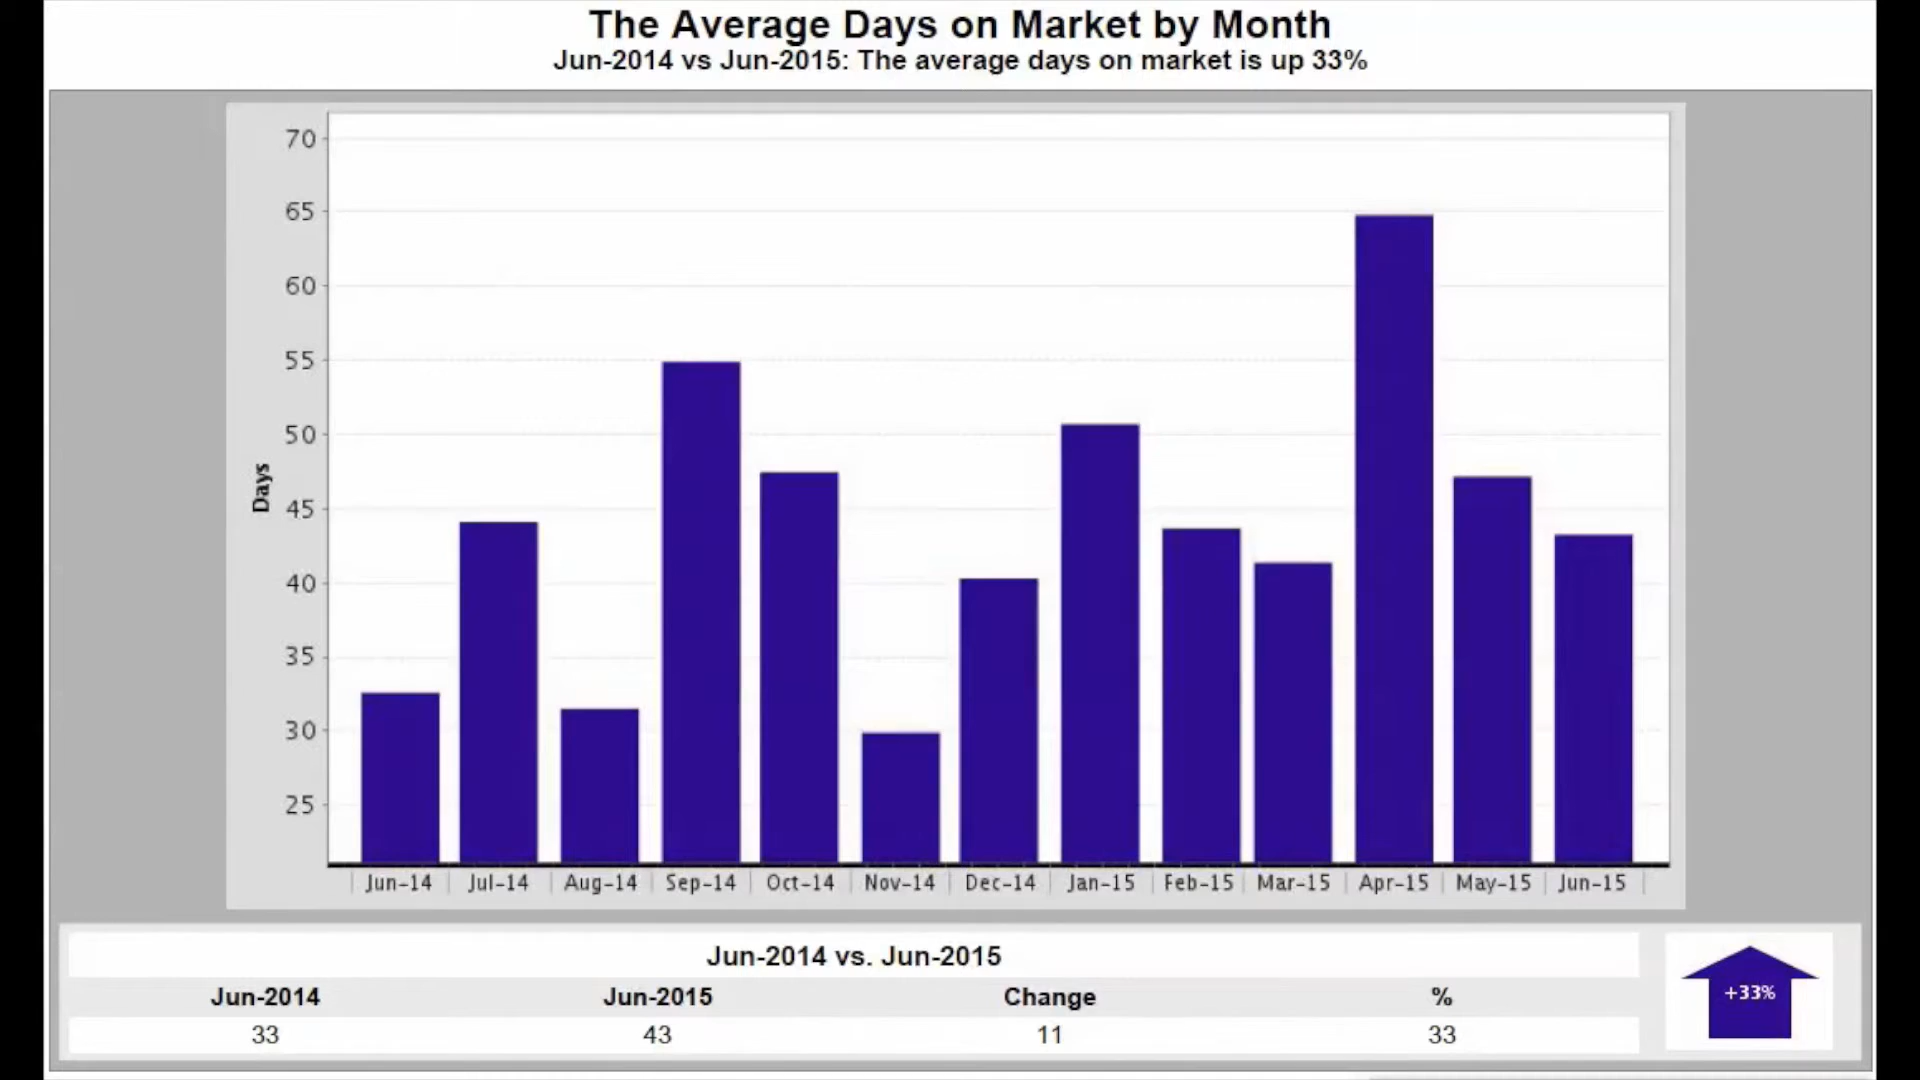 The Average Days on Market by Month
Jun-2014 vs Jun-2015: The average days on market is up 33%
70
65
60
55
50
45
40
35
30
25
Days
Jun-14 Jul-14 Aug-14 Sep-14 Oct-14 Nov-14 Dec-14 Jan-15 Feb-15 Mar-15 Apr-15 May-15 Jun-15
Jun-2014 vs. Jun-2015
Jun-2014 Jun-2015 Change %
33 43 11 33
+33%